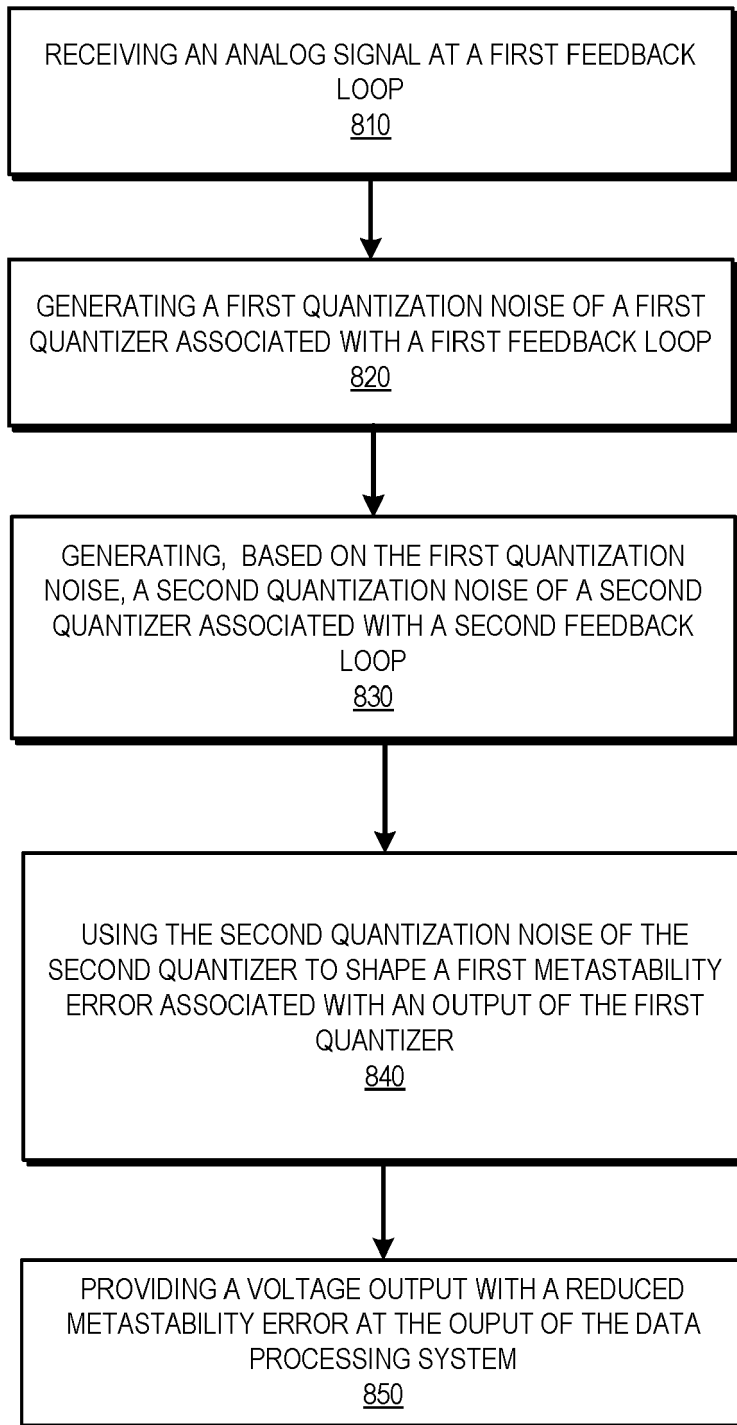 RECEIVING AN ANALOG SIGNAL AT A FIRST FEEDBACK
LOOP
810
GENERATING A FIRST QUANTIZATION NOISE OF A FIRST
QUANTIZER ASSOCIATED WITH A FIRST FEEDBACK LOOP
820
GENERATING, BASED ON THE FIRST QUANTIZATION
NOISE, A SECOND QUANTIZATION NOISE OF A SECOND
QUANTIZER ASSOCIATED WITH A SECOND FEEDBACK
LOOP
830
USING THE SECOND QUANTIZATION NOISE OF THE
SECOND QUANTIZER TO SHAPE A FIRST METASTABILITY
ERROR ASSOCIATED WITH AN OUTPUT OF THE FIRST
QUANTIZER
840
PROVIDING A VOLTAGE OUTPUT WITH A REDUCED
METASTABILITY ERROR AT THE OUPUT OF THE DATA
PROCESSING SYSTEM
850